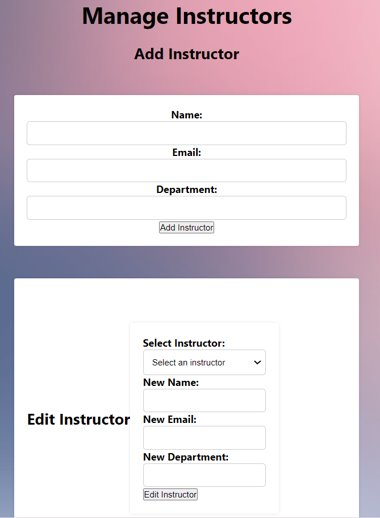 Manage Instructors
Add Instructor
Name:
Email:
Department:
Add Instructor
Edit Instructor
Select Instructor:
Select an instructor
New Name:
New Email:
New Department:
Edit Instructor